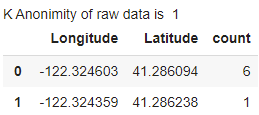 K Anonimity of raw data is 1
Longitude Latitude count
0 -122.324603 41.286094 6
1 -122.324359 41.286238 1